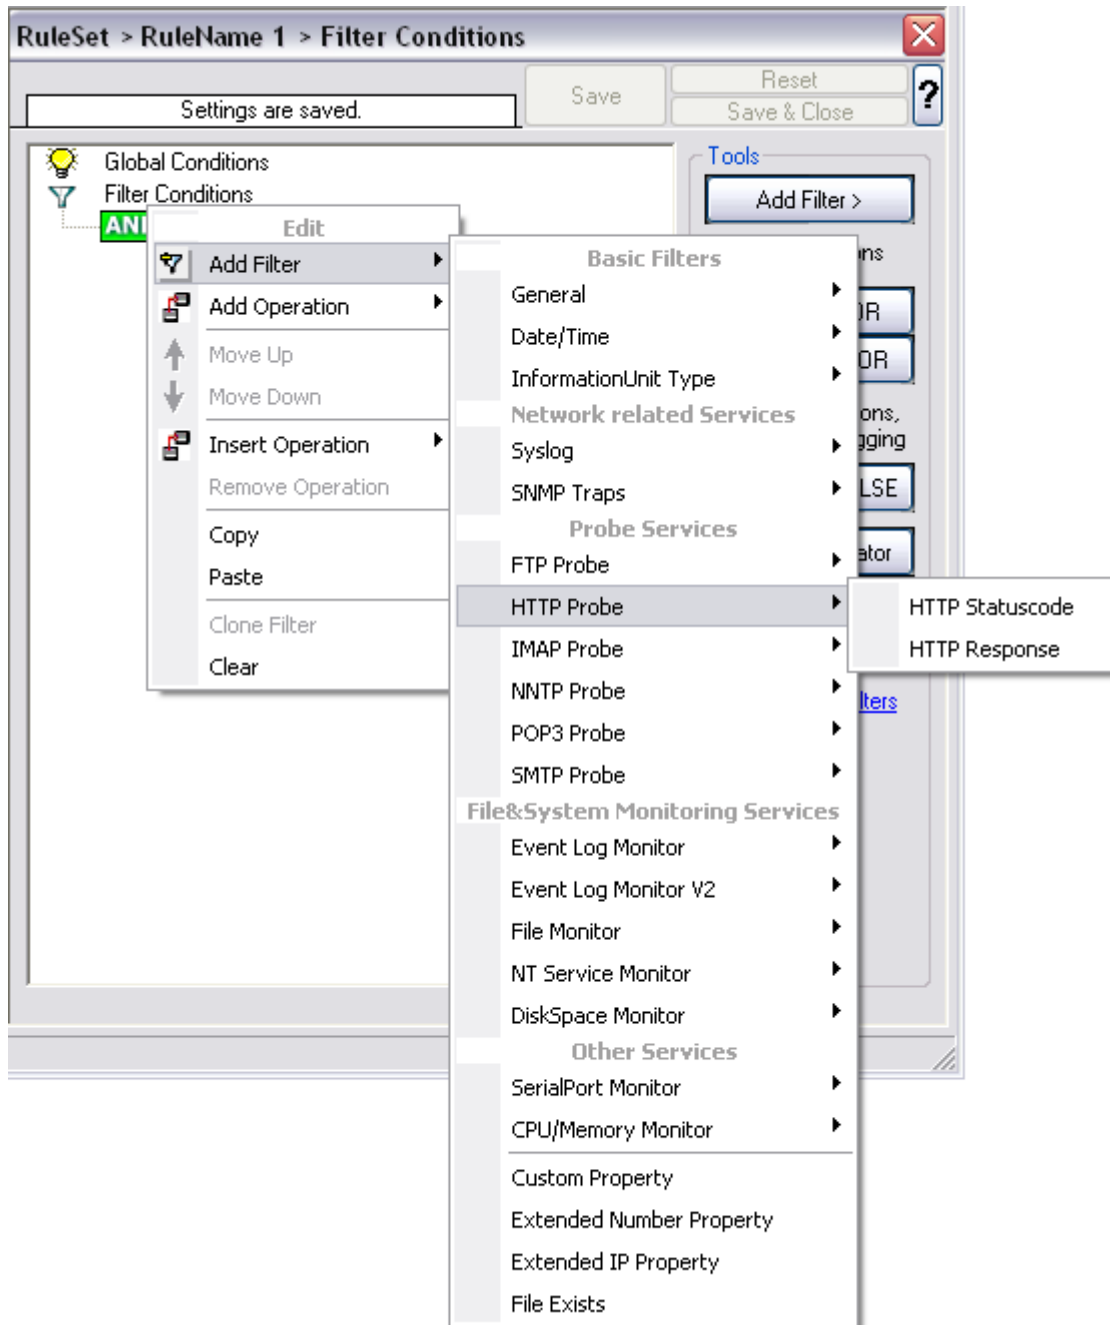 RuleSet > RuleName 1 > Filter Conditions
Settings are saved.
Save
Reset
Save & Close
?
Global Conditions
Filter Conditions
Tools
Add Filter >
Edit
Add Filter
Add Operation
Move Up
Move Down
Insert Operation
Remove Operation
Copy
Paste
Clone Filter
Clear
Basic Filters
General
Date/Time
InformationUnit Type
Network related Services
Syslog
SNMP Traps
Probe Services
FTP Probe
HTTP Probe
IMAP Probe
NNTP Probe
POP3 Probe
SMTP Probe
File&System Monitoring Services
Event Log Monitor
Event Log Monitor V2
File Monitor
NT Service Monitor
DiskSpace Monitor
Other Services
SerialPort Monitor
CPU/Memory Monitor
Custom Property
Extended Number Property
Extended IP Property
File Exists
HTTP Statuscode
HTTP Response